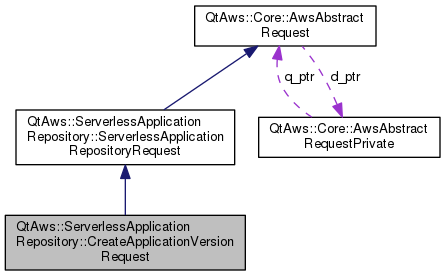 QtAws::Core::AwsAbstract
Request
q_ptr
d_ptr
QtAws::ServerlessApplication
Repository::ServerlessApplication
RepositoryRequest
QtAws::Core::AwsAbstract
RequestPrivate
QtAws::ServerlessApplication
Repository::CreateApplicationVersion
Request